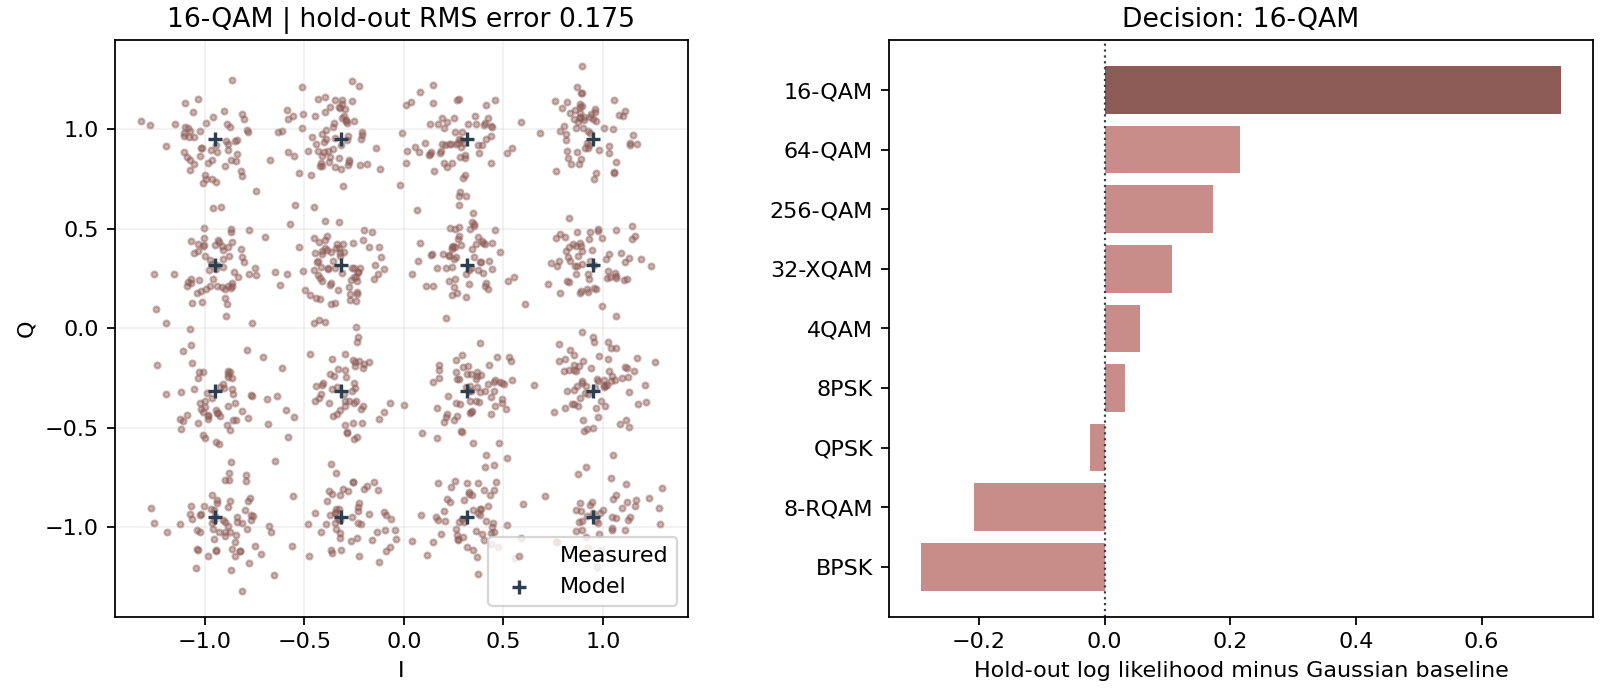 16-QAM | hold-out RMS error 0.175
1.0
0.5
0.0
−0.5
−1.0
Q
−1.0
−0.5
0.0
0.5
1.0
I
Measured
Model
Decision: 16-QAM
16-QAM
64-QAM
256-QAM
32-XQAM
4QAM
8PSK
QPSK
8-RQAM
BPSK
−0.2
0.0
0.2
0.4
0.6
Hold-out log likelihood minus Gaussian baseline